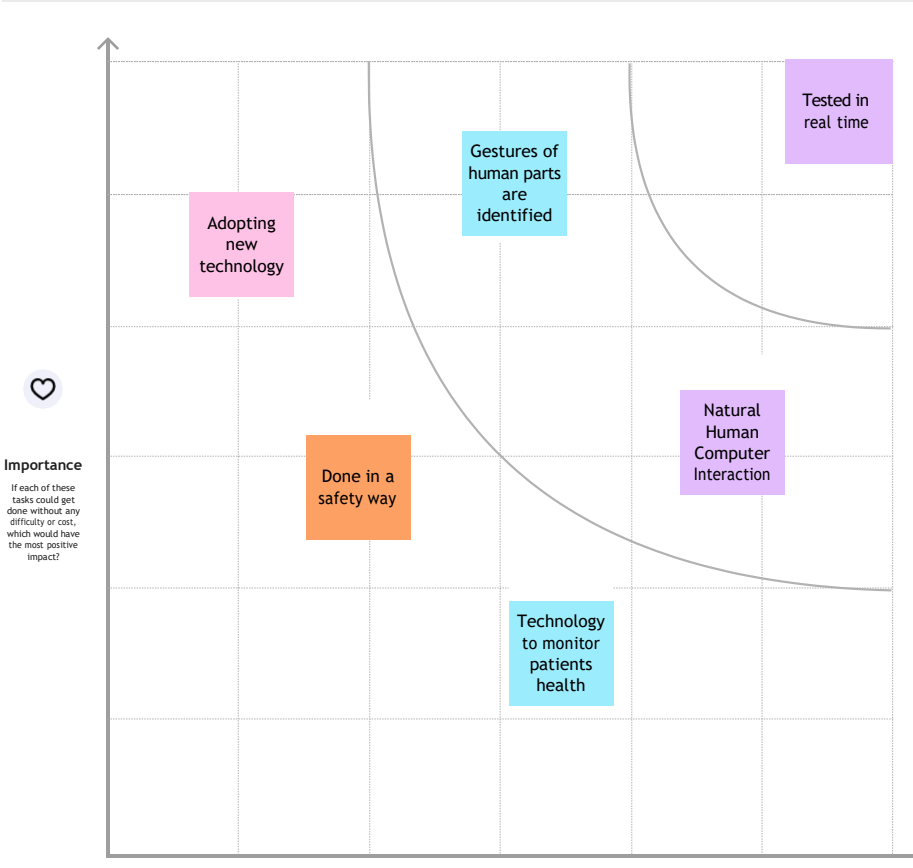 Tested in
real time
Gestures of
human parts
are
identified
Adopting
new
technology
Importance
If each of these
tasks could get
done without any
difficulty or cost,
which would have
the most positive
impact?
Natural
Human
Computer
Interaction
Done in a
safety way
Technology
to monitor
patients
health